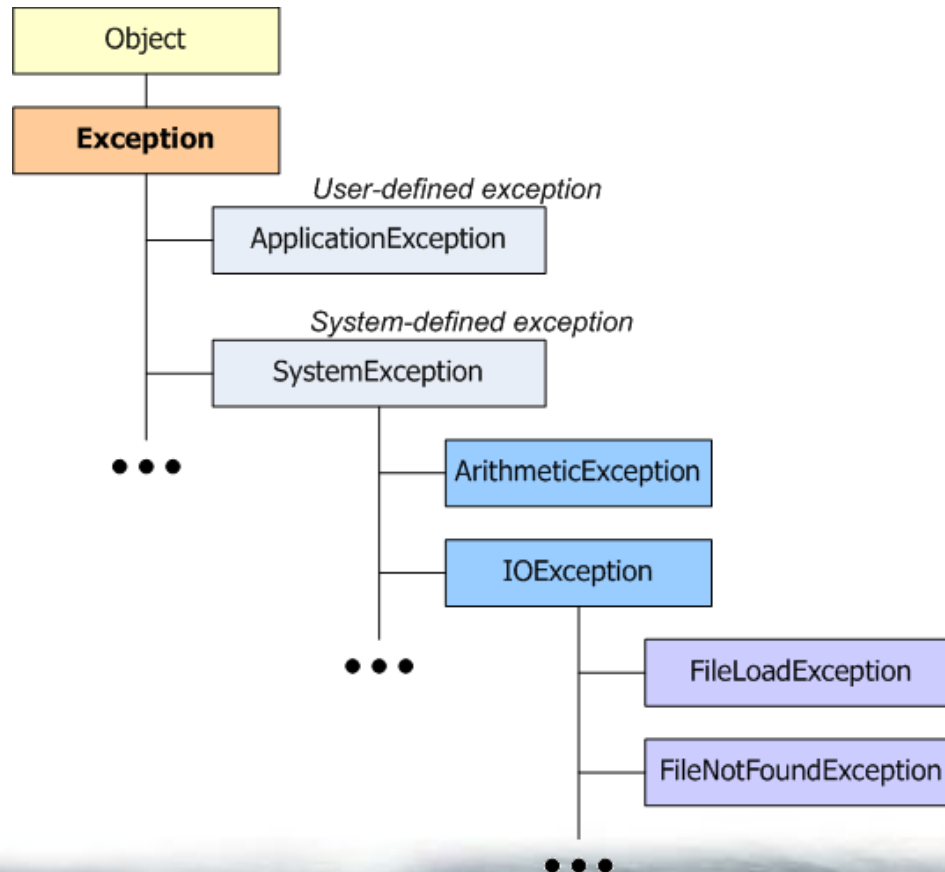 Object
Exception
User-defined exception
ApplicationException
System-defined exception
SystemException
ArithmeticException
IOException
FileLoadException
FileNotFoundException